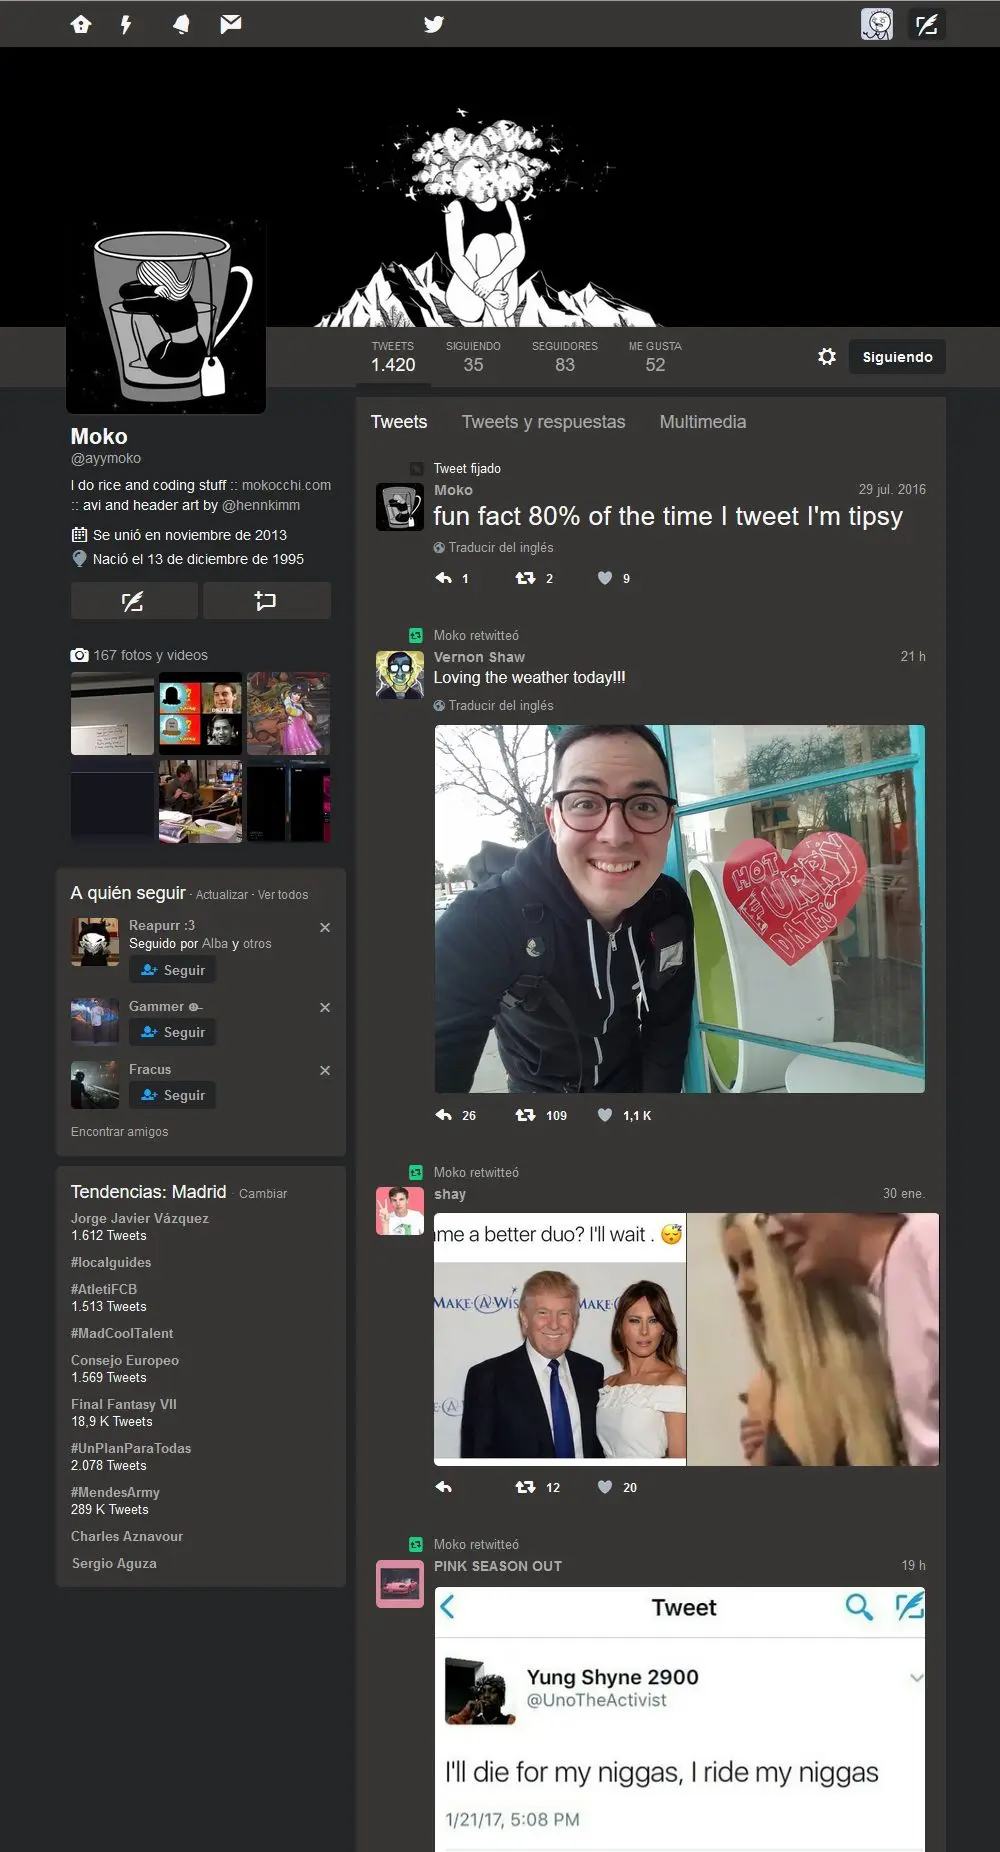 TWEETS
1.420
SIGUIENDO
35
SEGUIDORES
83
ME GUSTA
52
Siguiendo
Moko
@ayymoko
I do rice and coding stuff :: mokocchi.com
:: avi and header art by @hennkimm
Se unió en noviembre de 2013
Nació el 13 de diciembre de 1995
167 fotos y videos
A quién seguir · Actualizar · Ver todos
Reapurr :3
Seguido por Alba y otros
Seguir
Gammer
Seguir
Fracus
Seguir
Encontrar amigos
Tendencias: Madrid · Cambiar
Jorge Javier Vázquez
1.612 Tweets
#localguides
#AtletiFCB
1.513 Tweets
#MadCoolTalent
Consejo Europeo
1.569 Tweets
Final Fantasy VII
18,9 K Tweets
#UnPlanParaTodas
2.078 Tweets
#MendesArmy
289 K Tweets
Charles Aznavour
Sergio Aguza
Tweets Tweets y respuestas Multimedia
Tweet fijado
Moko 29 jul. 2016
fun fact 80% of the time I tweet I'm tipsy
Traducir del inglés
1 2 9
Moko retwitteó
Vernon Shaw 21 h
Loving the weather today!!!
Traducir del inglés
HOT
DATS
26 109 1,1 K
Moko retwitteó
shay 30 ene.
me a better duo? I'll wait . 😴
MAKE-A-WIS MAKE
12 20
Moko retwitteó
PINK SEASON OUT 19 h
Tweet
Yung Shyne 2900
@UnoTheActivist
I'll die for my niggas, I ride my niggas
1/21/17, 5:08 PM